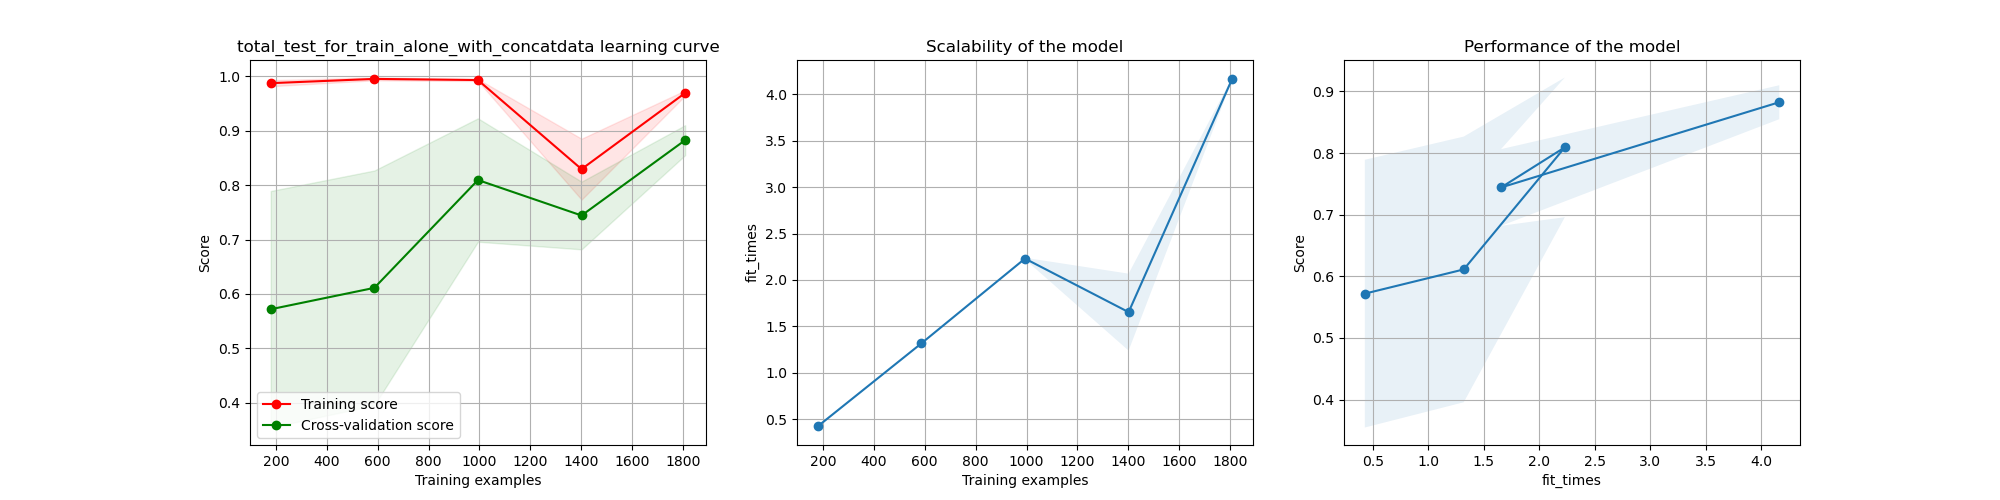 total_test_for_train_alone_with_concatdata learning curve
Score
1.0
0.9
0.8
0.7
0.6
0.5
0.4
Training score
Cross-validation score
200 400 600 800 1000 1200 1400 1600 1800
Training examples
Scalability of the model
fit_times
4.0
3.5
3.0
2.5
2.0
1.5
1.0
0.5
200 400 600 800 1000 1200 1400 1600 1800
Training examples
Performance of the model
Score
0.9
0.8
0.7
0.6
0.5
0.4
0.5 1.0 1.5 2.0 2.5 3.0 3.5 4.0
fit_times